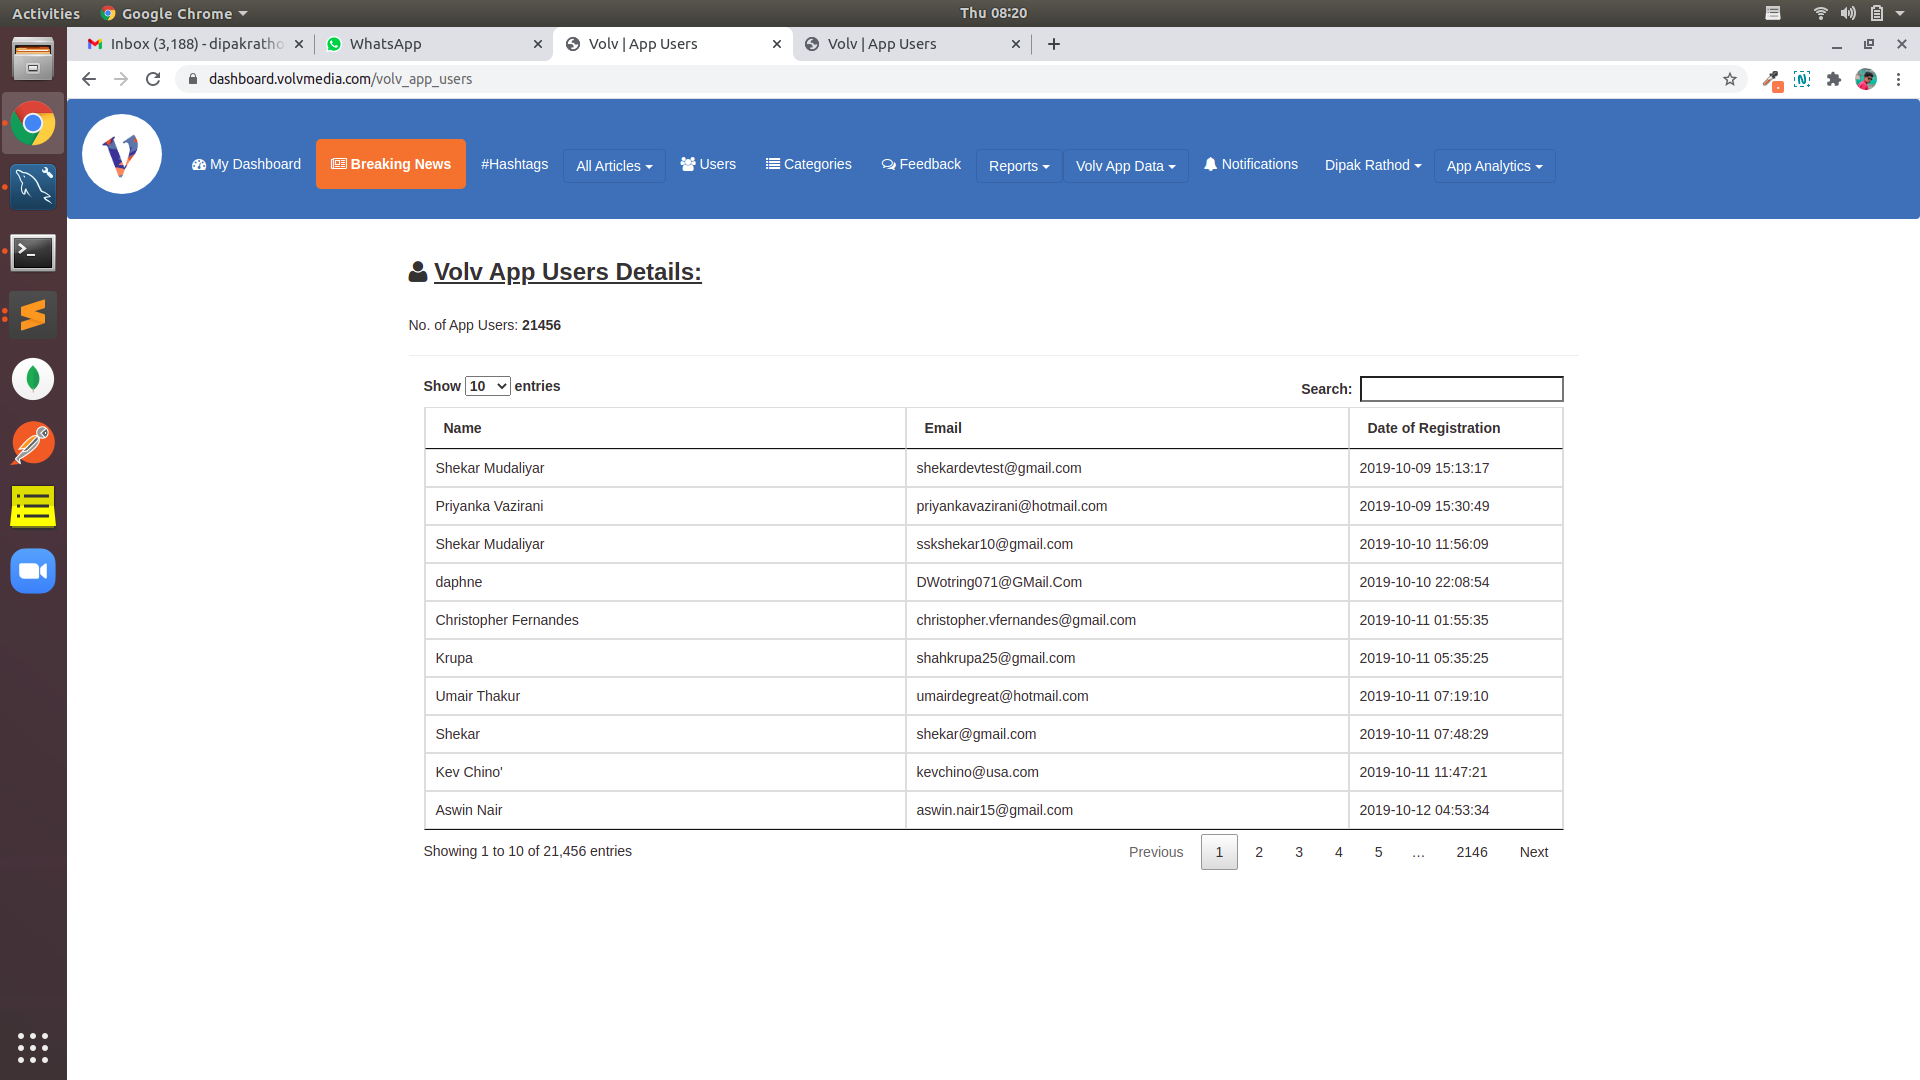 Activities Google Chrome Thu 08:20
Inbox (3,188) - dipakratho WhatsApp Volv | App Users Volv | App Users
dashboard.volvmedia.com/volv_app_users
My Dashboard Breaking News #Hashtags All Articles Users Categories Feedback Reports Volv App Data Notifications Dipak Rathod App Analytics
Volv App Users Details:
No. of App Users: 21456
Show 10 entries Search:
Name Email Date of Registration
Shekar Mudaliyar shekardevtest@gmail.com 2019-10-09 15:13:17
Priyanka Vazirani priyankavazirani@hotmail.com 2019-10-09 15:30:49
Shekar Mudaliyar sskshekar10@gmail.com 2019-10-10 11:56:09
daphne DWotring071@GMail.Com 2019-10-10 22:08:54
Christopher Fernandes christopher.vfernandes@gmail.com 2019-10-11 01:55:35
Krupa shahkrupa25@gmail.com 2019-10-11 05:35:25
Umair Thakur umairdegreat@hotmail.com 2019-10-11 07:19:10
Shekar shekar@gmail.com 2019-10-11 07:48:29
Kev Chino' kevchino@usa.com 2019-10-11 11:47:21
Aswin Nair aswin.nair15@gmail.com 2019-10-12 04:53:34
Showing 1 to 10 of 21,456 entries Previous 1 2 3 4 5 … 2146 Next